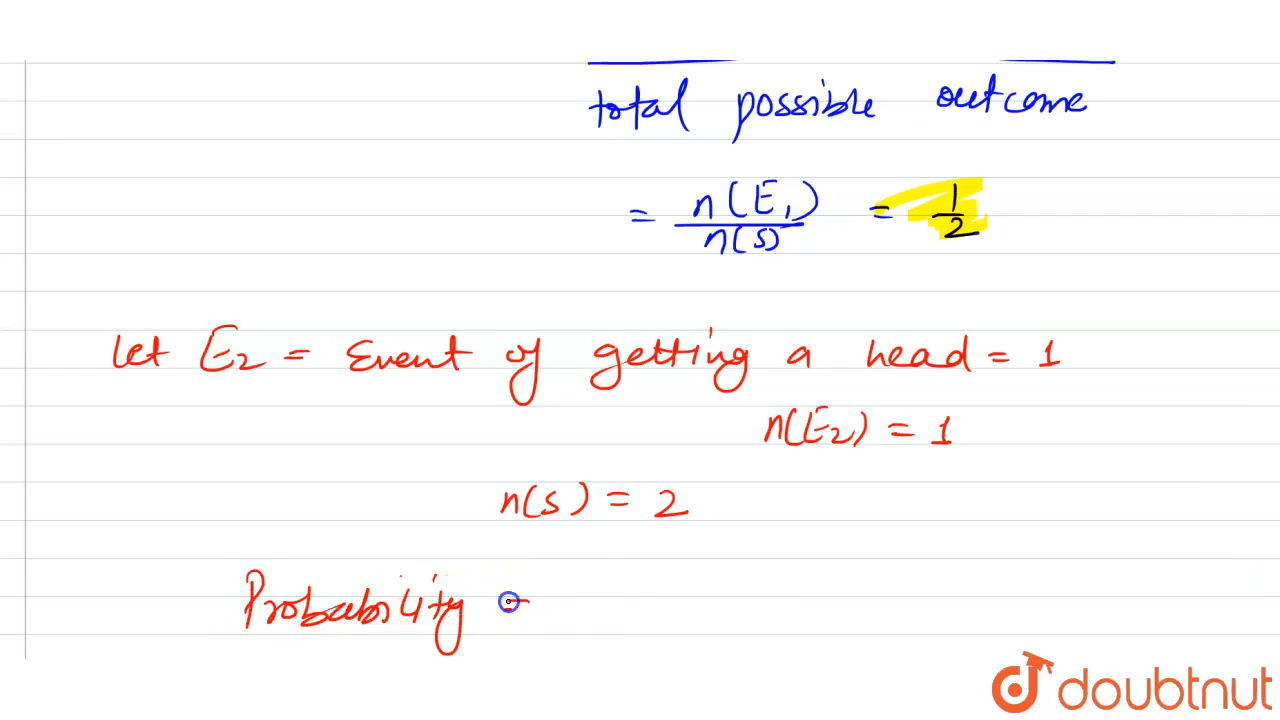 total possible outcome
= n(E₁) / n(s) = 1/2
Let E₂ = Event of getting a head = 1
n(E₂) = 1
n(s) = 2
Probability =
doubtnut